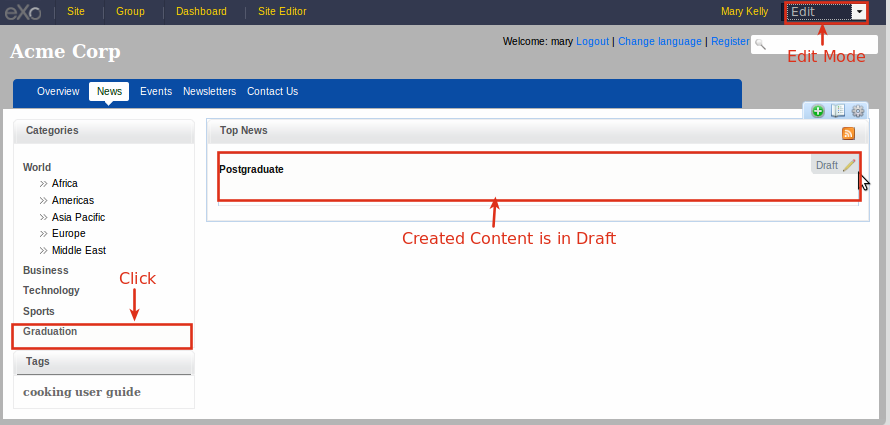 eXo Site Group Dashboard Site Editor Mary Kelly Edit
Welcome: mary Logout | Change language | Register
Edit Mode
Acme Corp
Overview News Events Newsletters Contact Us
Categories
World
Africa
Americas
Asia Pacific
Europe
Middle East
Business
Technology
Sports
Graduation
Click
Tags
cooking user guide
Top News
Postgraduate
Draft
Created Content is in Draft